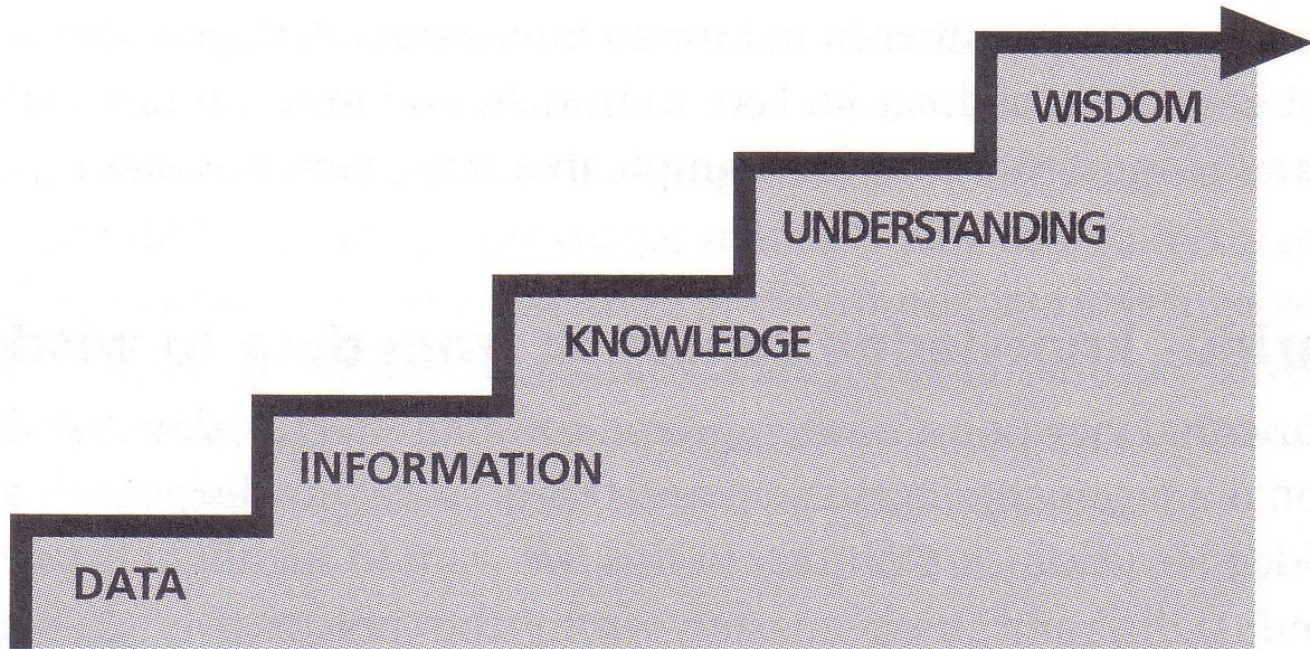 WISDOM
UNDERSTANDING
KNOWLEDGE
INFORMATION
DATA